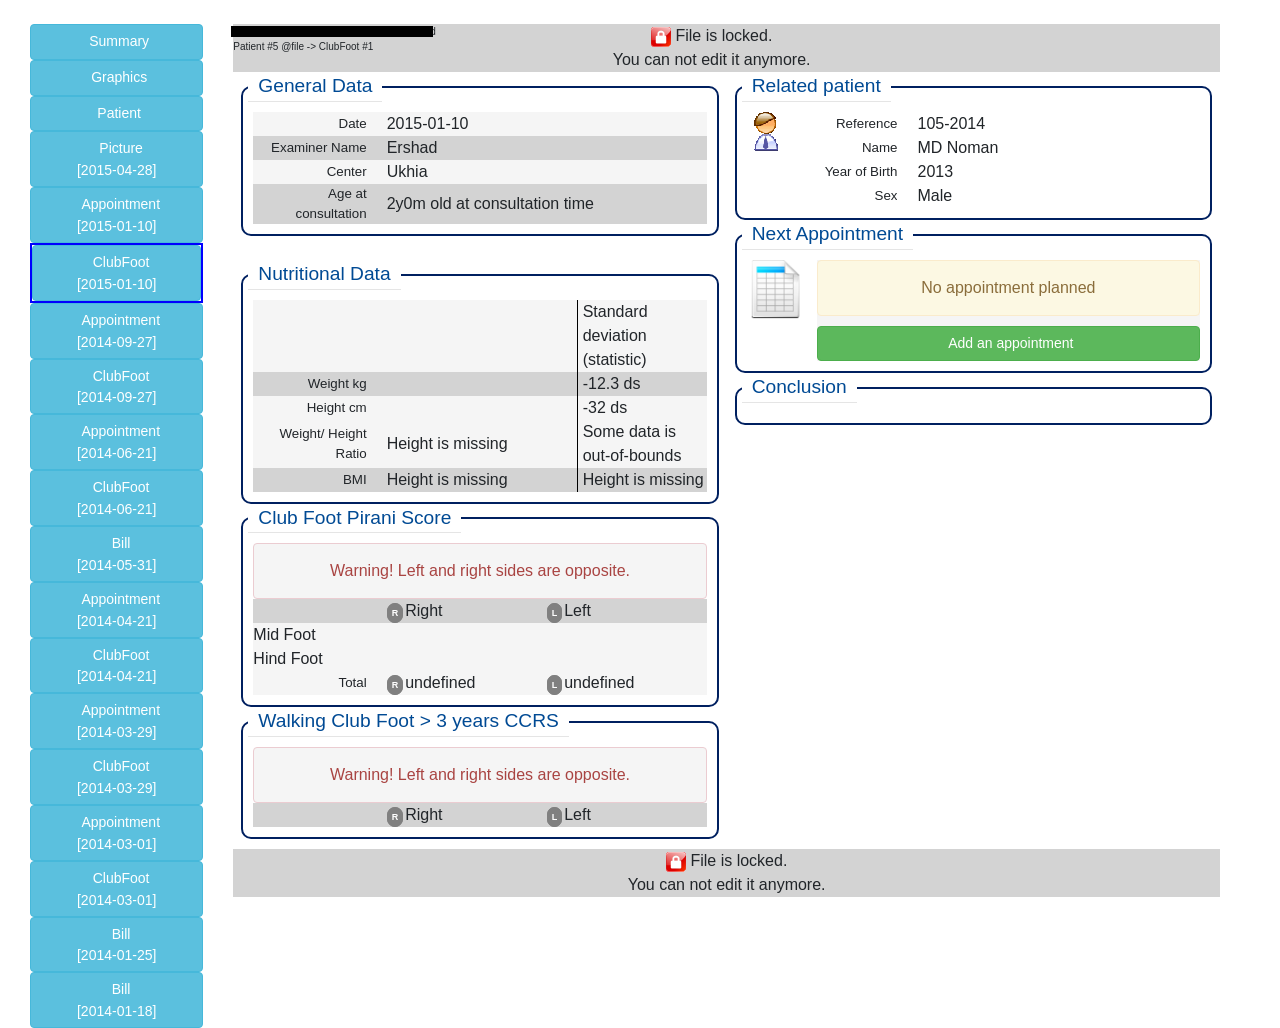 Summary
Graphics
Patient
Picture
[2015-04-28]
Appointment
[2015-01-10]
ClubFoot
[2015-01-10]
Appointment
[2014-09-27]
ClubFoot
[2014-09-27]
Appointment
[2014-06-21]
ClubFoot
[2014-06-21]
Bill
[2014-05-31]
Appointment
[2014-04-21]
ClubFoot
[2014-04-21]
Appointment
[2014-03-29]
ClubFoot
[2014-03-29]
Appointment
[2014-03-01]
ClubFoot
[2014-03-01]
Bill
[2014-01-25]
Bill
[2014-01-18]
Patient #5 @file -> ClubFoot #1
File is locked.
You can not edit it anymore.
General Data
Date 2015-01-10
Examiner Name Ershad
Center Ukhia
Age at
consultation
2y0m old at consultation time
Nutritional Data
Standard
deviation
(statistic)
Weight kg -12.3 ds
Height cm -32 ds
Weight/ Height
Ratio
Height is missing
Some data is
out-of-bounds
BMI Height is missing Height is missing
Club Foot Pirani Score
Warning! Left and right sides are opposite.
R Right L Left
Mid Foot
Hind Foot
Total R undefined L undefined
Walking Club Foot > 3 years CCRS
Warning! Left and right sides are opposite.
R Right L Left
Related patient
Reference 105-2014
Name MD Noman
Year of Birth 2013
Sex Male
Next Appointment
No appointment planned
Add an appointment
Conclusion
File is locked.
You can not edit it anymore.